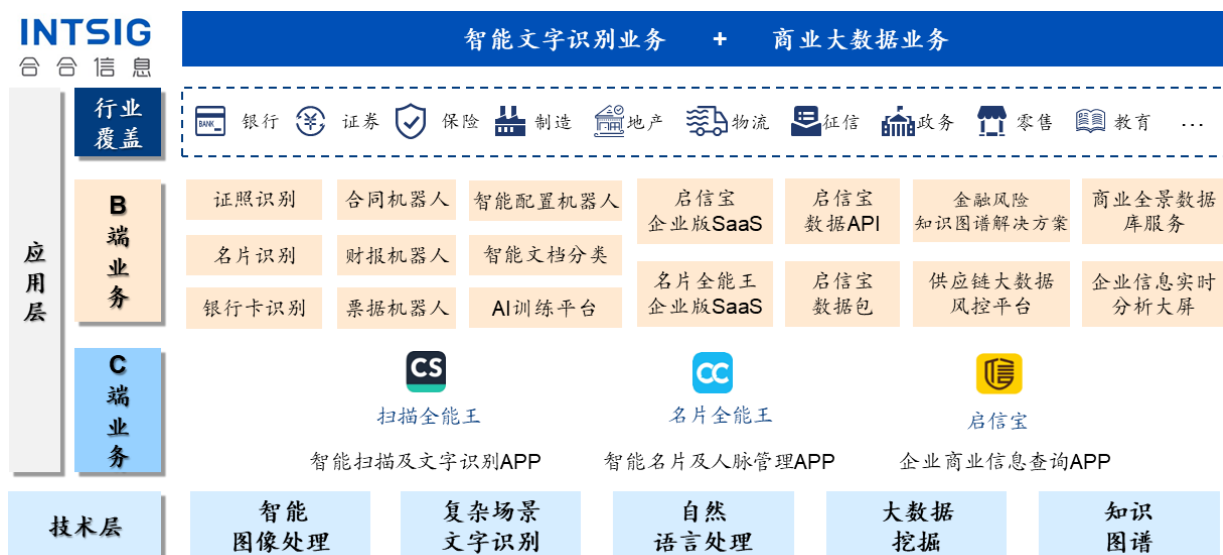 INTSIG
合合信息
智能文字识别业务 + 商业大数据业务
应用层
行业
覆盖
BANK
银行
证券
保险
制造
地产
物流
征信
政务
零售
教育
...
B
端
业
务
证照识别
合同机器人
智能配置机器人
启信宝
企业版SaaS
启信宝
数据API
金融风险
知识图谱解决方案
商业全景数据
库服务
名片识别
财报机器人
智能文档分类
名片全能王
企业版SaaS
启信宝
数据包
供应链大数据
风控平台
企业信息实时
分析大屏
银行卡识别
票据机器人
AI训练平台
C
端
业
务
CS
扫描全能王
智能扫描及文字识别APP
CC
名片全能王
智能名片及人脉管理APP
信
启信宝
企业商业信息查询APP
技术层
智能
图像处理
复杂场景
文字识别
自然
语言处理
大数据
挖掘
知识
图谱